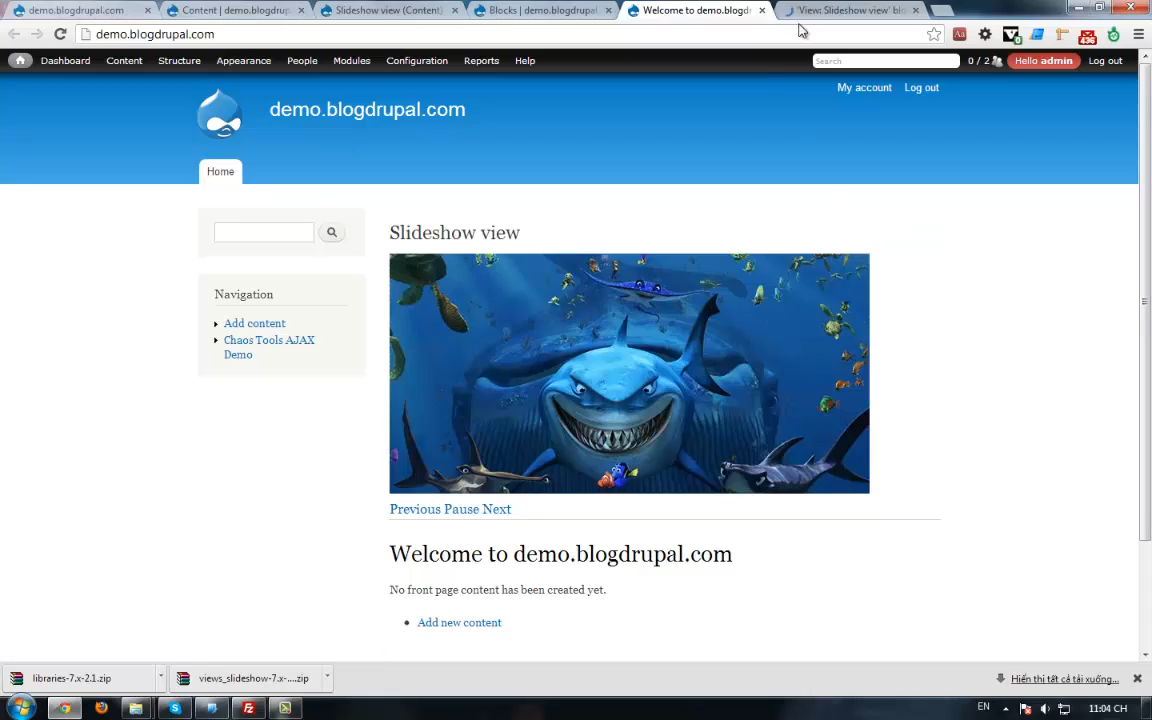 demo.blogdrupal.com
Content | demo.blogdrup
Slideshow view (Content)
Blocks | demo.blogdrupal
Welcome to demo.blogd
'View: Slideshow view' blo
demo.blogdrupal.com
436
Dashboard Content Structure Appearance People Modules Configuration Reports Help
Search
0 / 2
Hello admin
Log out
My account Log out
demo.blogdrupal.com
Home
Navigation
Add content
Chaos Tools AJAX
Demo
Slideshow view
Previous Pause Next
Welcome to demo.blogdrupal.com
No front page content has been created yet.
Add new content
libraries-7.x-2.1.zip
views_slideshow-7.x-....zip
Hiển thị tất cả tải xuống...
EN
11:04 CH